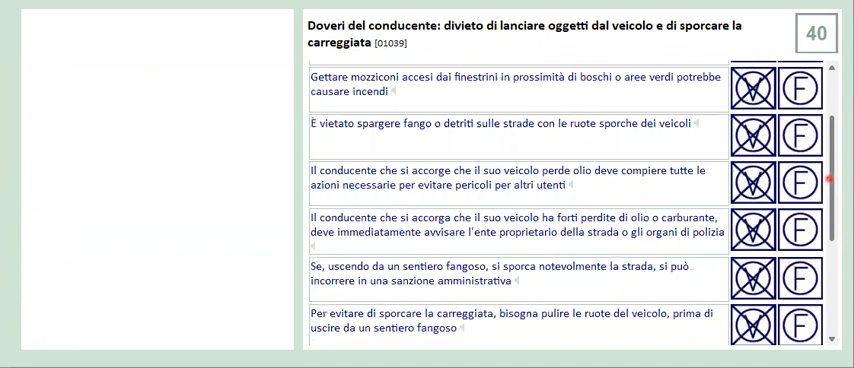 Doveri del conducente: divieto di lanciare oggetti dal veicolo e di sporcare la
carreggiata [01039]
40
Gettare mozziconi accesi dai finestrini in prossimità di boschi o aree verdi potrebbe
causare incendi
V F
È vietato spargere fango o detriti sulle strade con le ruote sporche dei veicoli
V F
Il conducente che si accorge che il suo veicolo perde olio deve compiere tutte le
azioni necessarie per evitare pericoli per altri utenti
V F
Il conducente che si accorga che il suo veicolo ha forti perdite di olio o carburante,
deve immediatamente avvisare l'ente proprietario della strada o gli organi di polizia
V F
Se, uscendo da un sentiero fangoso, si sporca notevolmente la strada, si può
incorrere in una sanzione amministrativa
V F
Per evitare di sporcare la carreggiata, bisogna pulire le ruote del veicolo, prima di
uscire da un sentiero fangoso
V F